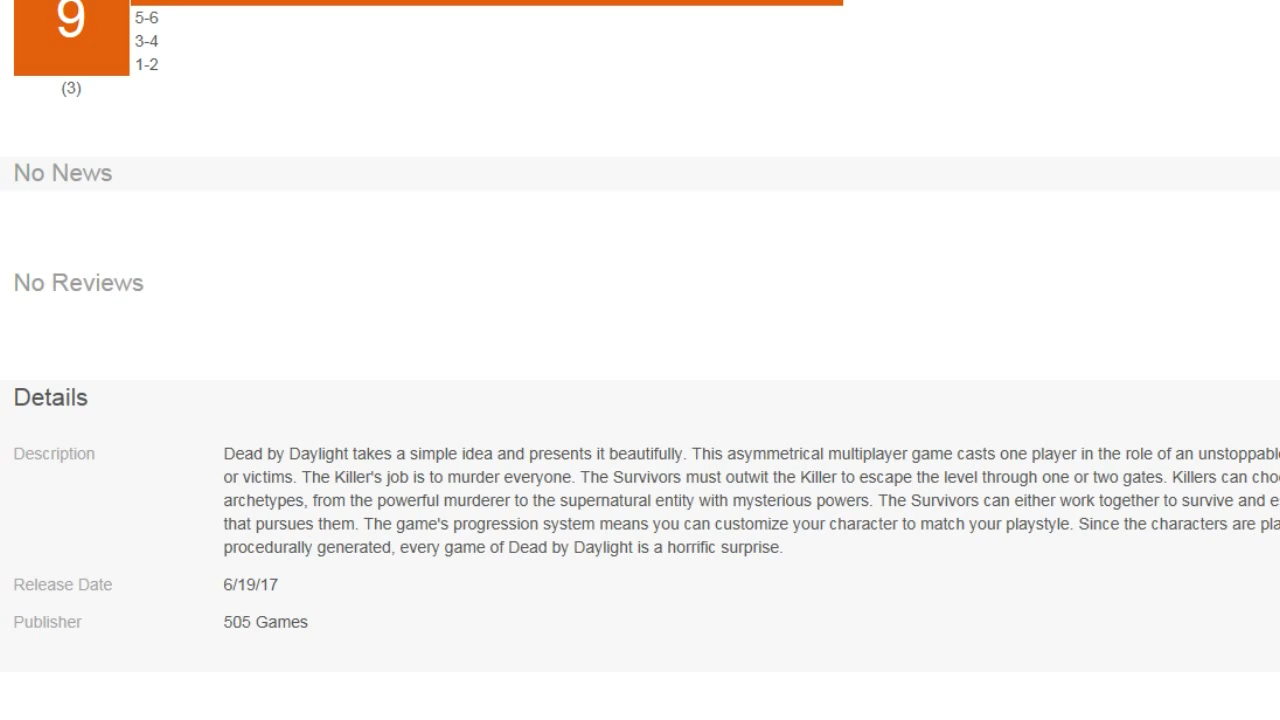 9
5-6
3-4
1-2
(3)
No News
No Reviews
Details
Description
Dead by Daylight takes a simple idea and presents it beautifully. This asymmetrical multiplayer game casts one player in the role of an
or victims. The Killer's job is to murder everyone. The Survivors must outwit the Killer to escape the level through one or two gates. Killers can
archetypes, from the powerful murderer to the supernatural entity with mysterious powers. The Survivors can either work together to survive and
that pursues them. The game's progression system means you can customize your character to match your playstyle. Since the characters are
procedurally generated, every game of Dead by Daylight is a horrific surprise.
Release Date
6/19/17
Publisher
505 Games